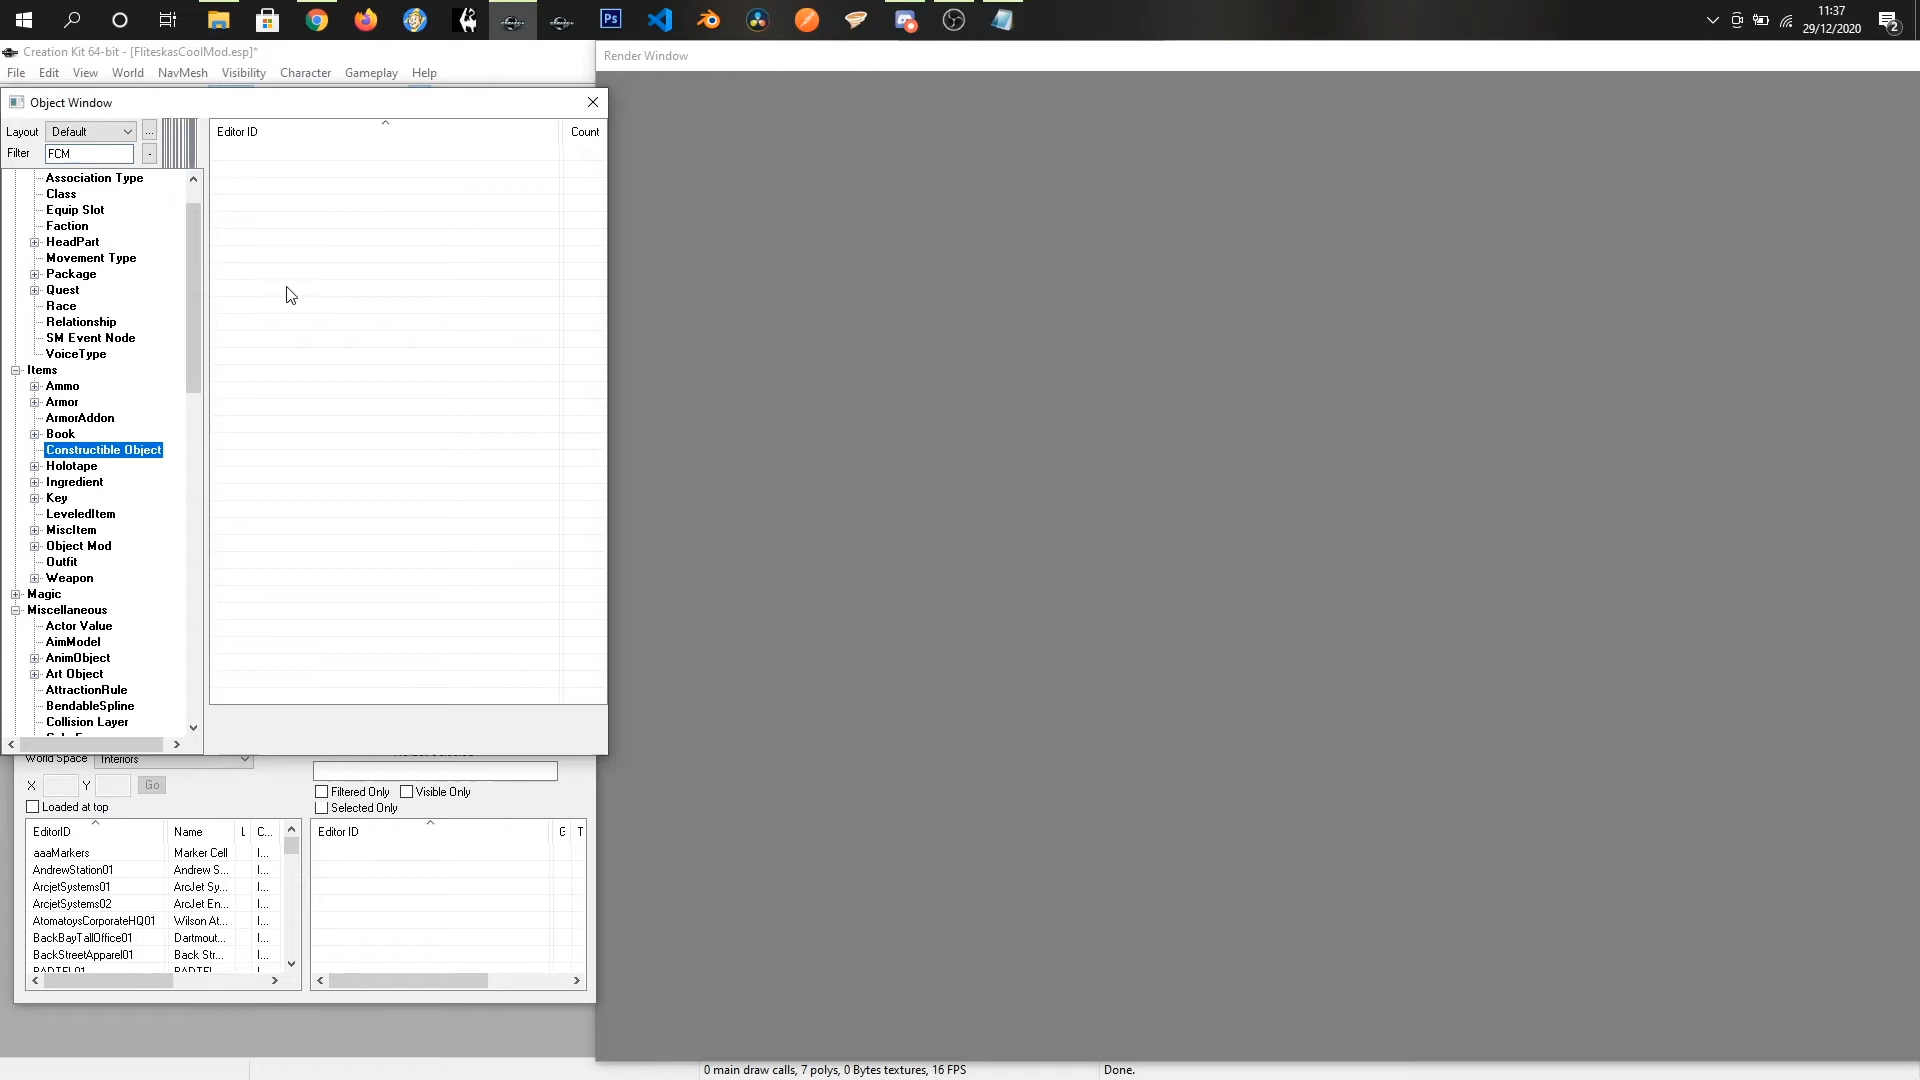 11:37
29/12/2020
2
Ps
Creation Kit 64-bit - [FliteskasCoolMod.esp]*
Render Window
File Edit View World NavMesh Visibility Character Gameplay Help
Object Window
Layout Default ...
Editor ID Count
Filter FCM -
Association Type
Class
Equip Slot
Faction
HeadPart
Movement Type
Package
Quest
Race
Relationship
SM Event Node
VoiceType
Items
Ammo
Armor
ArmorAddon
Book
Constructible Object
Holotape
Ingredient
Key
LeveledItem
MiscItem
Object Mod
Outfit
Weapon
Magic
Miscellaneous
Actor Value
AimModel
AnimObject
Art Object
AttractionRule
BendableSpline
Collision Layer
World Space Interiors
X Y Go
Filtered Only Visible Only
Loaded at top
Selected Only
EditorID Name L C...
Editor ID G T
aaaMarkers Marker Cell I...
AndrewStation01 Andrew S... I...
ArcjetSystems01 ArcJet Sy... I...
ArcjetSystems02 ArcJet En... I...
AtomatoysCorporateHQ01 Wilson At... I...
BackBayTallOffice01 Dartmout... I...
BackStreetApparel01 Back Str... I...
0 main draw calls, 7 polys, 0 Bytes textures, 16 FPS
Done.